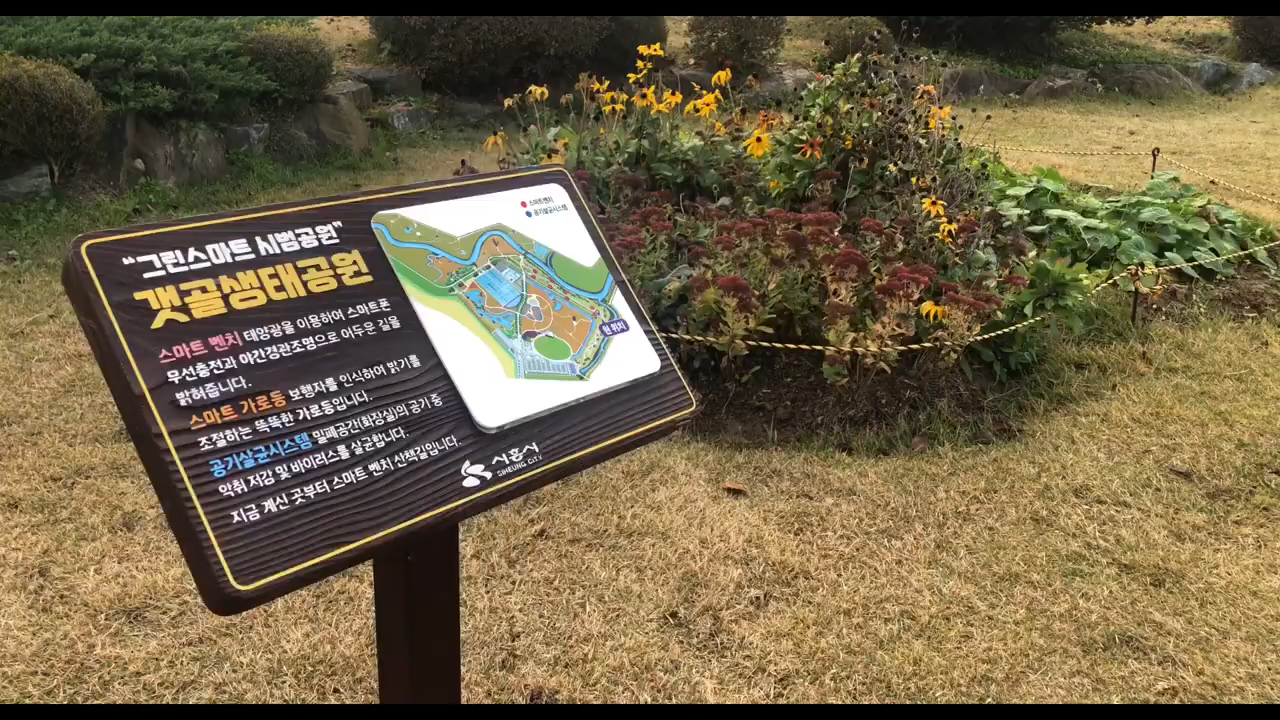 "그린스마트 시범공원"
갯골생태공원
스마트 벤치 태양광을 이용하여 스마트폰
무선충전과 야간경관조명으로 어두운 길을
밝혀줍니다.
스마트 가로등 보행자를 인식하여 밝기를
조절하는 똑똑한 가로등입니다.
공기살균시스템 밀폐공간(화장실)의 공기 중
악취 저감 및 바이러스를 살균합니다.
지금 계신 곳부터 스마트 벤치 산책길입니다.
스마트벤치
공기살균시스템
현 위치
시흥시
SIHEUNG CITY